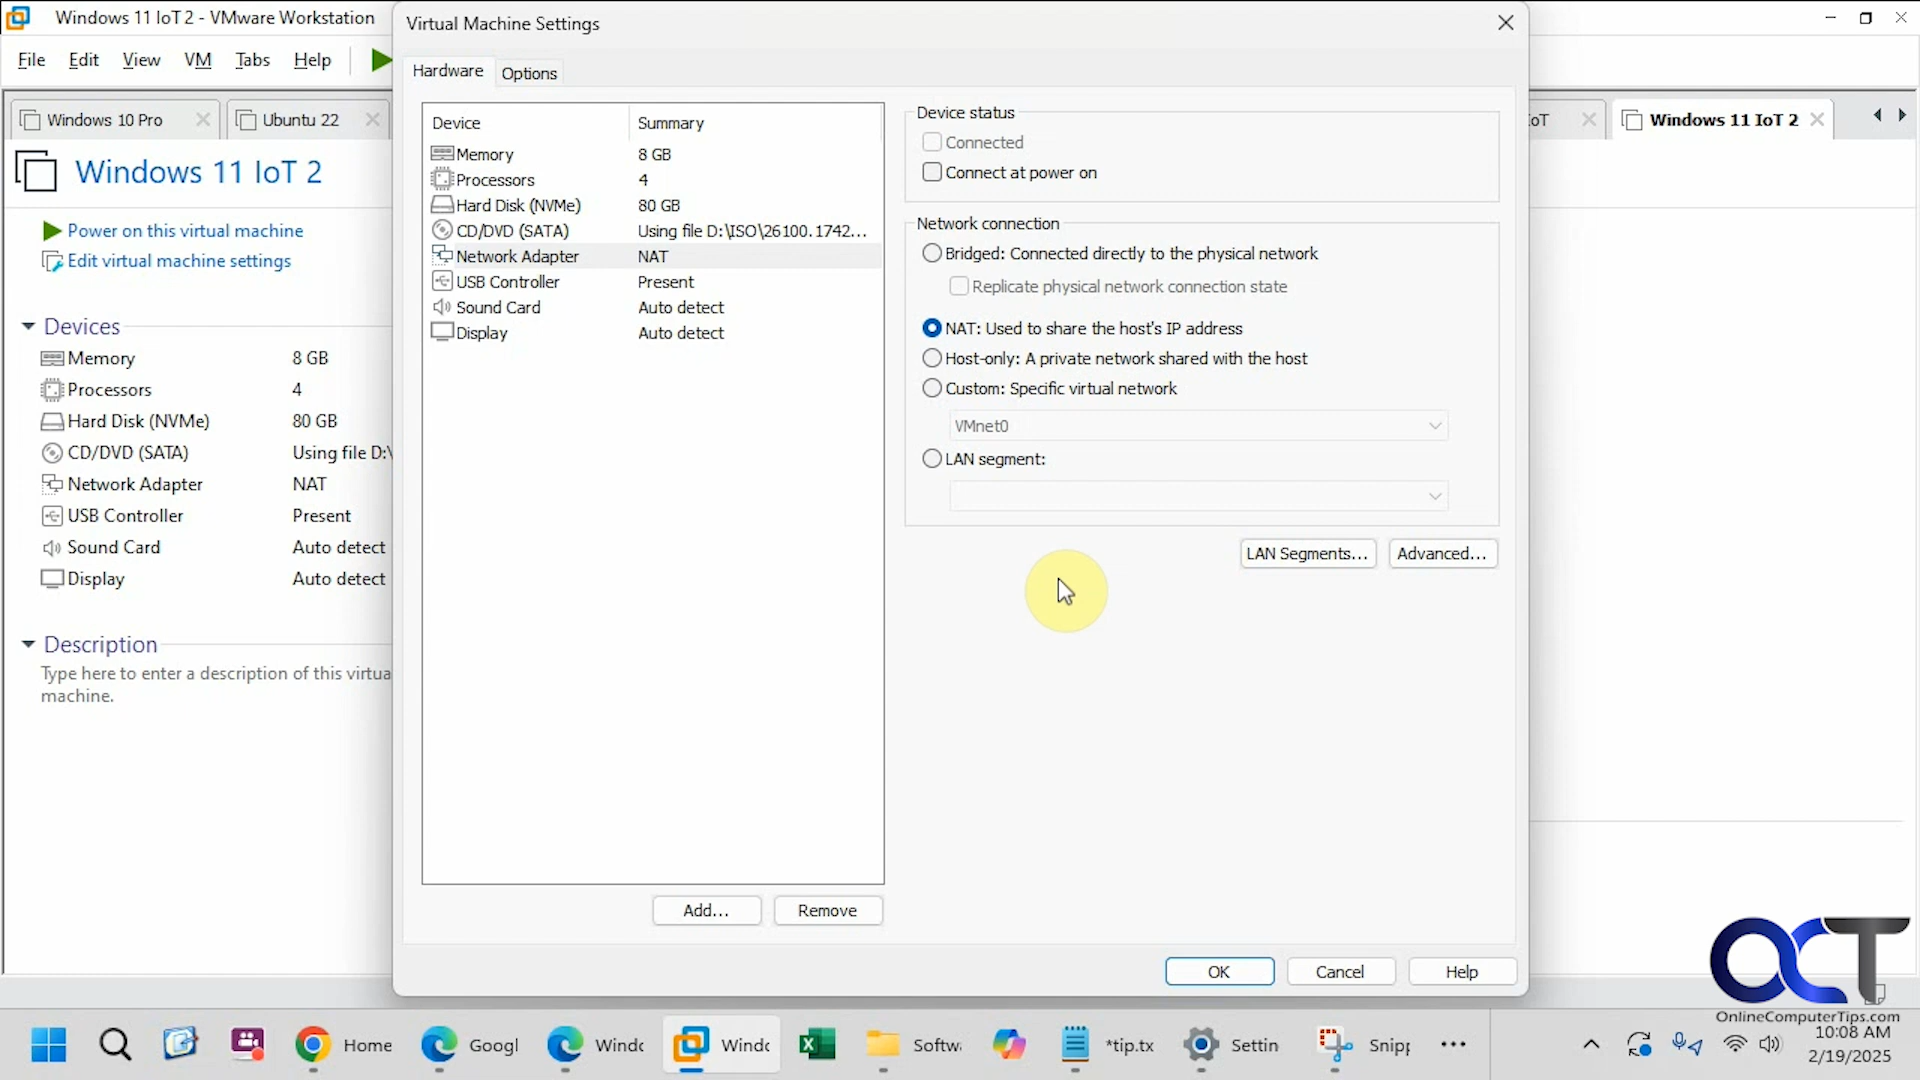 Windows 11 IoT 2 - VMware Workstation
File Edit View VM Tabs Help
Windows 10 Pro
Ubuntu 22
Windows 11 IoT 2
Power on this virtual machine
Edit virtual machine settings
Devices
Memory 8 GB
Processors 4
Hard Disk (NVMe) 80 GB
CD/DVD (SATA) Using file D:\
Network Adapter NAT
USB Controller Present
Sound Card Auto detect
Display Auto detect
Description
Type here to enter a description of this virtua
machine.
Virtual Machine Settings
Hardware Options
Device Summary
Memory 8 GB
Processors 4
Hard Disk (NVMe) 80 GB
CD/DVD (SATA) Using file D:\ISO\26100.1742...
Network Adapter NAT
USB Controller Present
Sound Card Auto detect
Display Auto detect
Add... Remove
Device status
Connected
Connect at power on
Network connection
Bridged: Connected directly to the physical network
Replicate physical network connection state
NAT: Used to share the host's IP address
Host-only: A private network shared with the host
Custom: Specific virtual network
VMnet0
LAN segment:
LAN Segments... Advanced...
OK Cancel Help
oT
Windows 11 IoT 2
OCT
OnlineComputerTips.com
Home Googl Windc Windc Softwa *tip.tx Settin Snipp
10:08 AM
2/19/2025